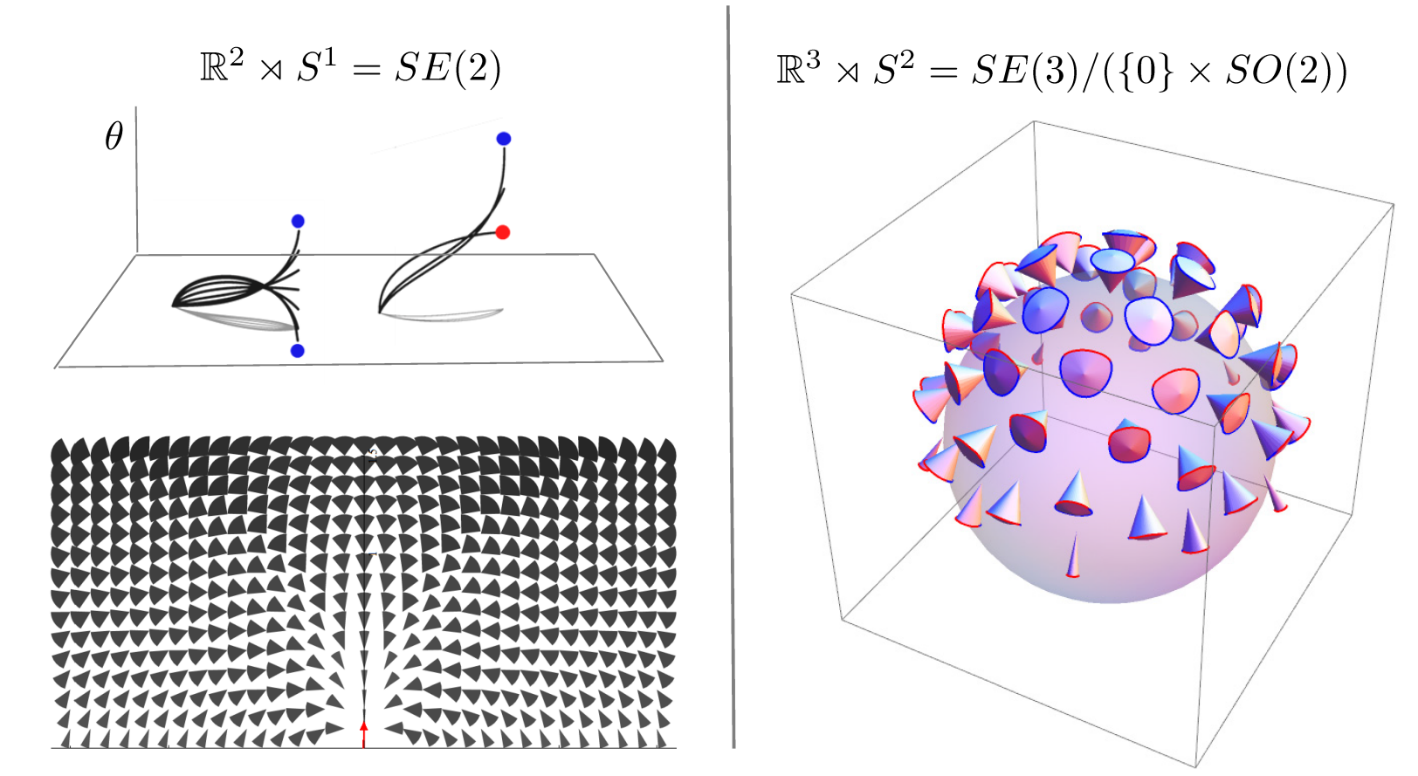 ℝ² ⋊ S¹ = SE(2)
θ
ℝ³ ⋊ S² = SE(3)/({0} × SO(2))